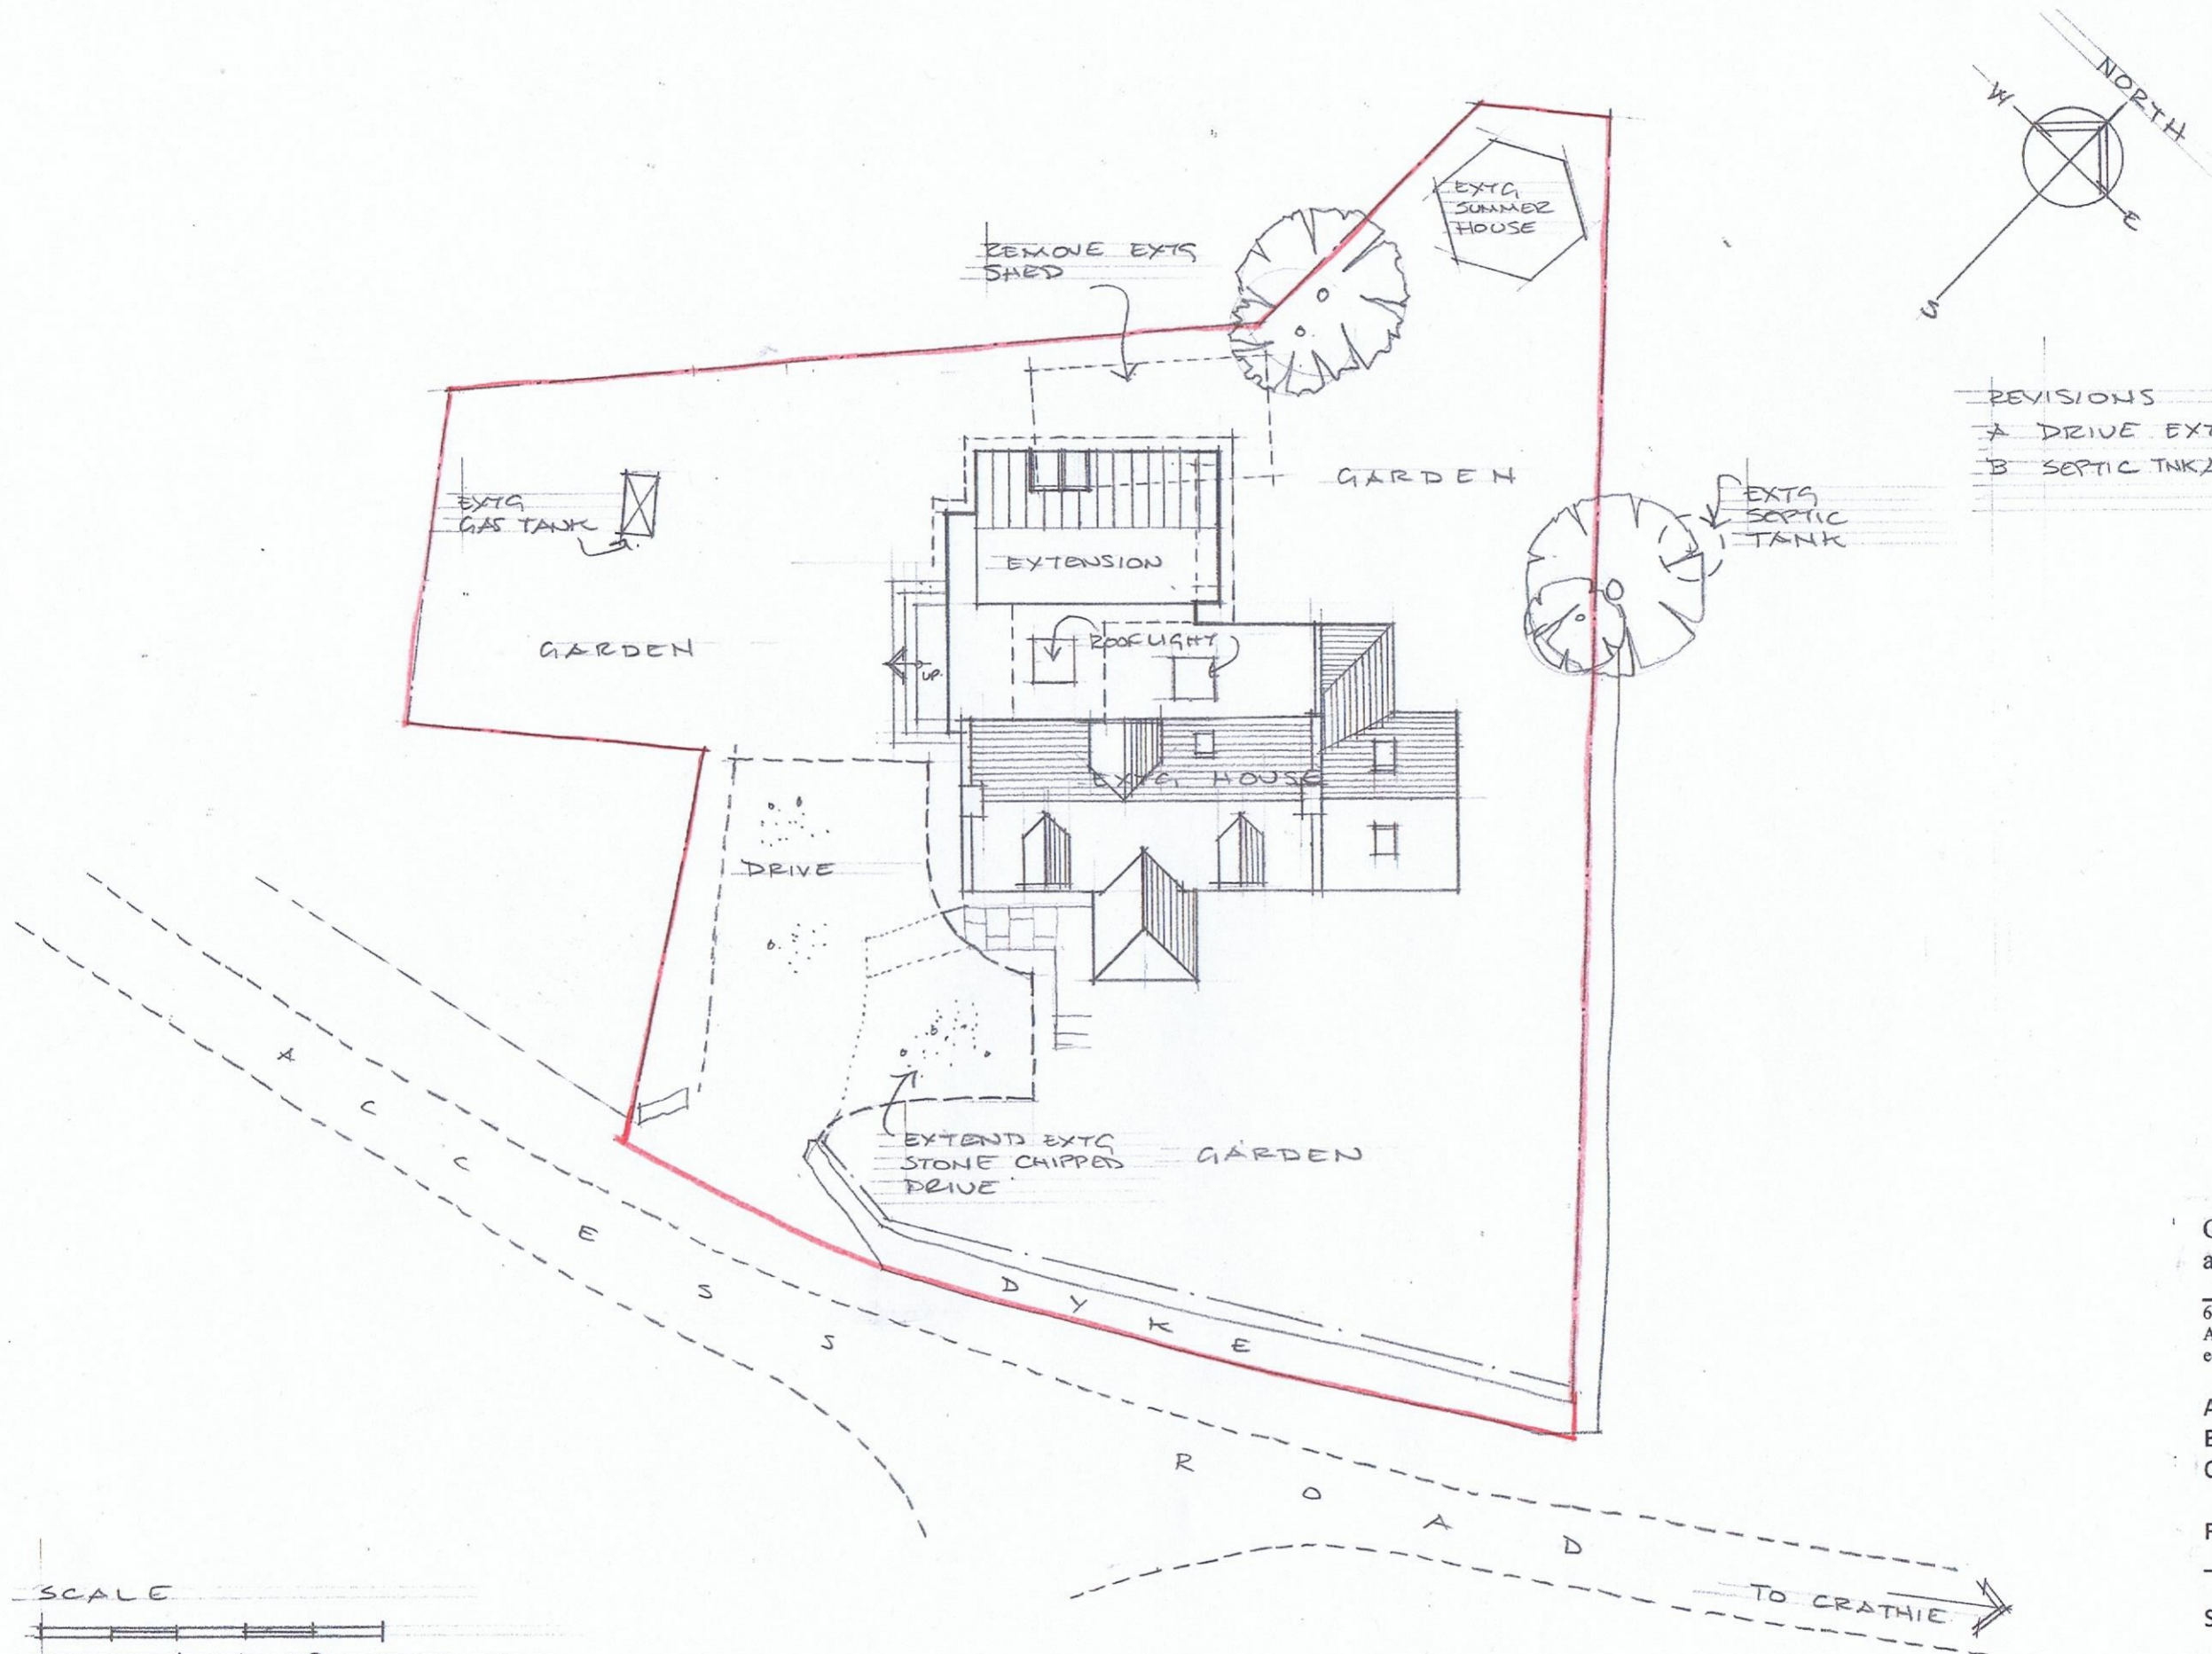 NORTH
W
E
S
EXTG
SUMMER
HOUSE
REMOVE EXTG
SHED
REVISIONS
A DRIVE EXT
B SEPTIC TNK
GARDEN
EXTG
SEPTIC
TANK
EXTG
GAS TANK
EXTENSION
GARDEN
ROOFLIGHT
UP.
EXTG HOUSE
DRIVE
EXTEND EXTG
STONE CHIPPED
DRIVE
GARDEN
DYKE
ACCESS ROAD
TO CRATHIE
SCALE